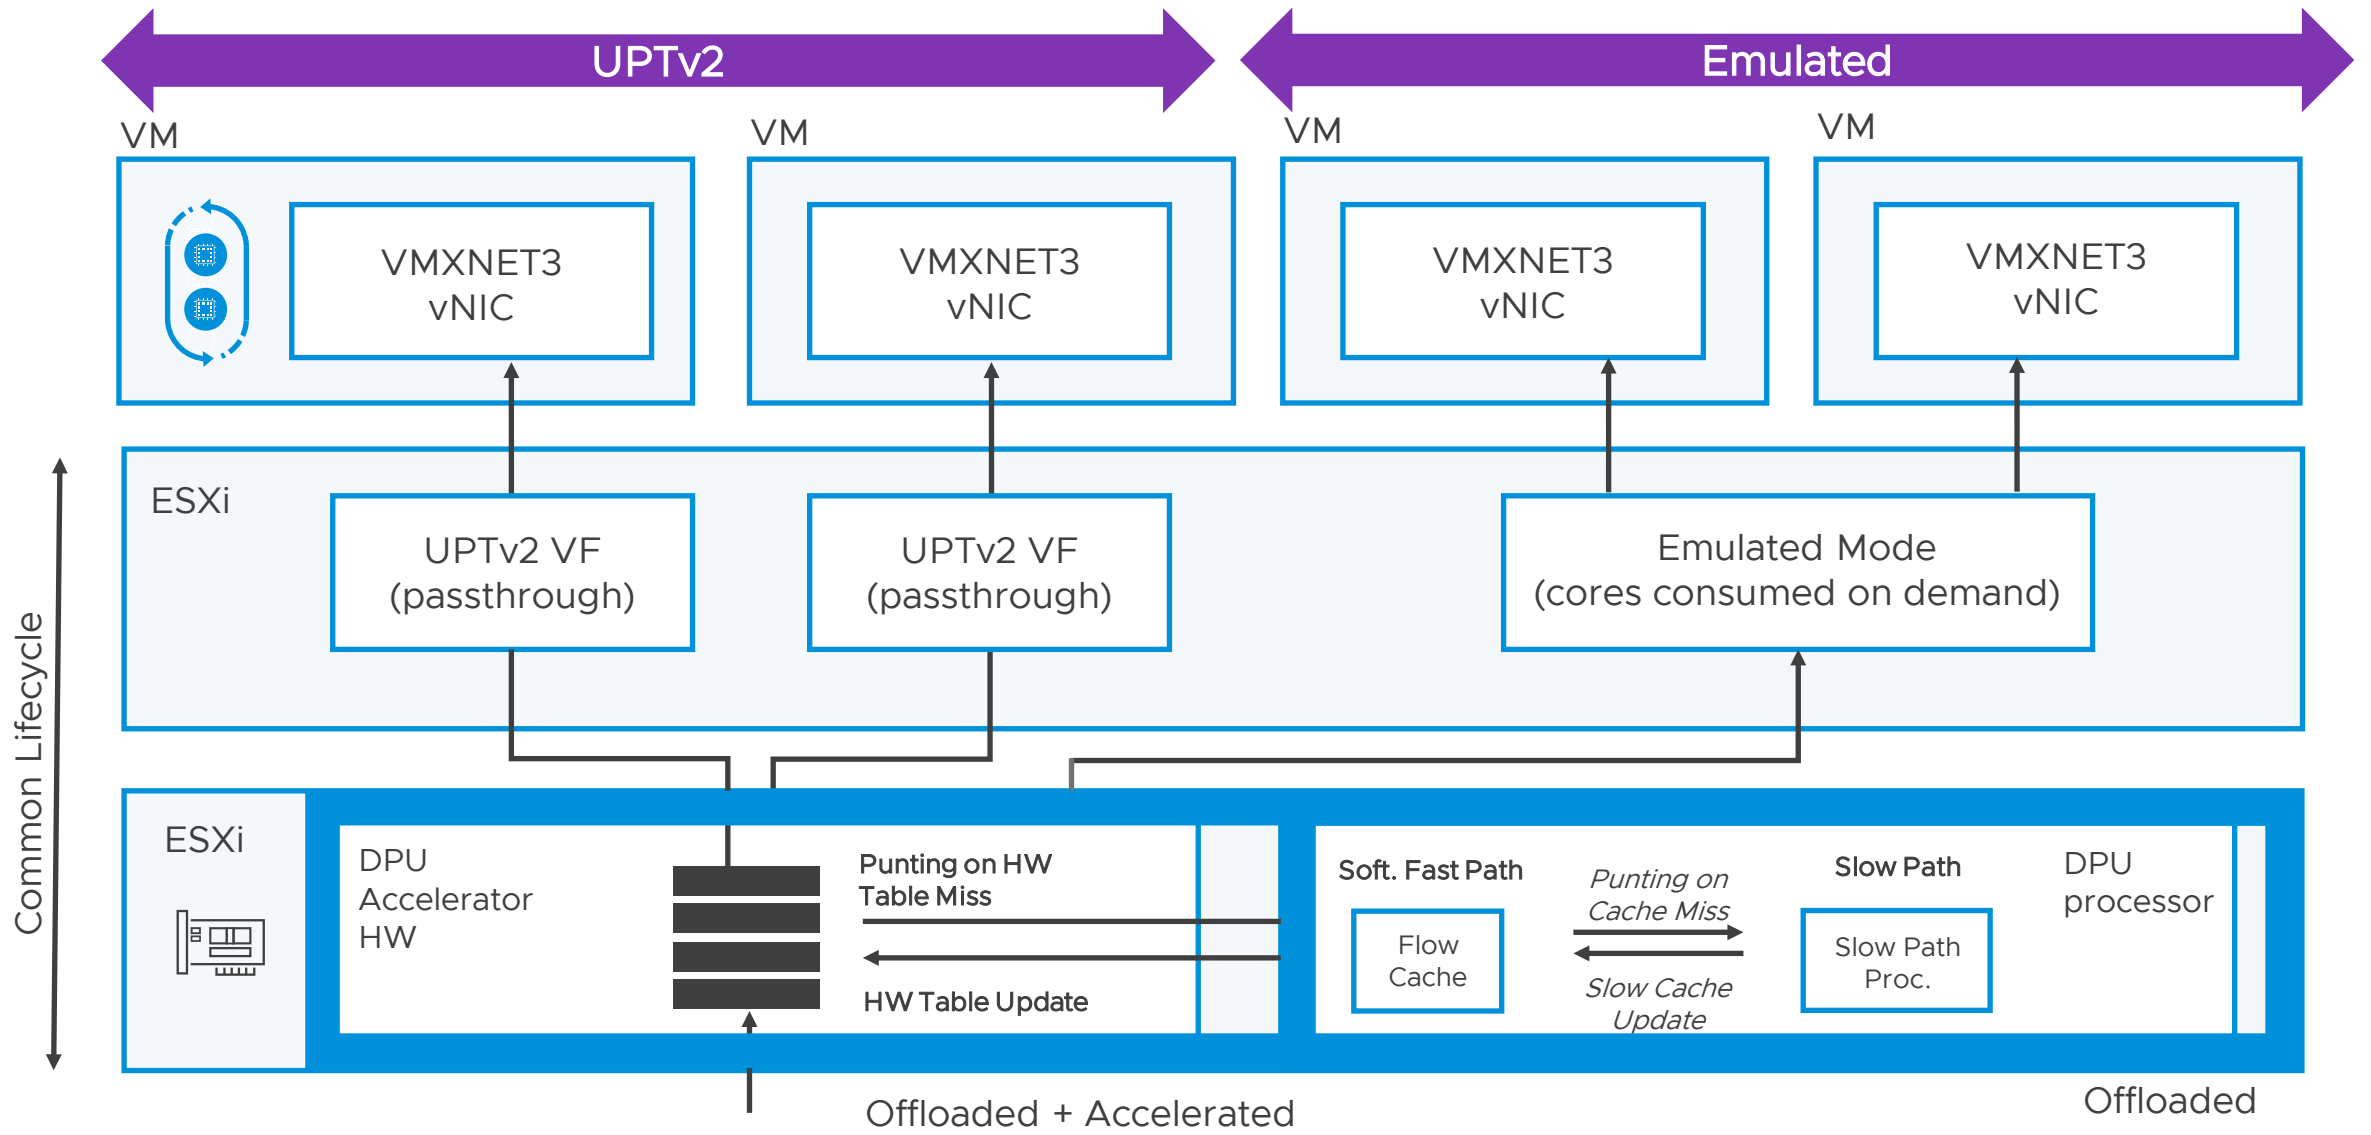 UPTv2
Emulated
VM
VM
VM
VM
VMXNET3
vNIC
VMXNET3
vNIC
VMXNET3
vNIC
VMXNET3
vNIC
Common Lifecycle
ESXi
UPTv2 VF
(passthrough)
UPTv2 VF
(passthrough)
Emulated Mode
(cores consumed on demand)
ESXi
DPU
Accelerator
HW
Punting on HW
Table Miss
HW Table Update
Soft. Fast Path
Flow
Cache
Punting on
Cache Miss
Slow Cache
Update
Slow Path
Slow Path
Proc.
DPU
processor
Offloaded + Accelerated
Offloaded